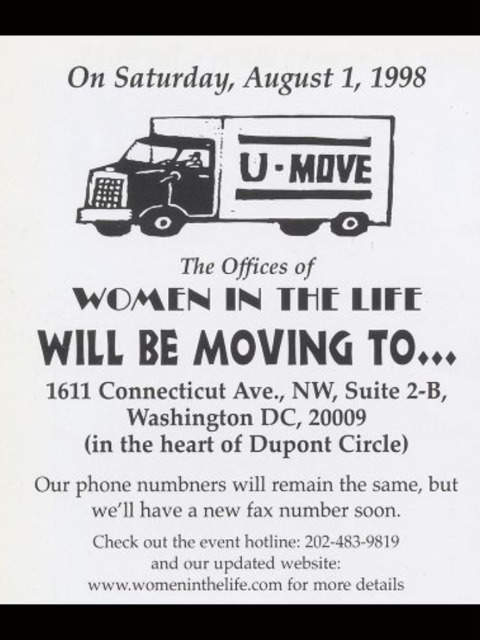 On Saturday, August 1, 1998
U-MOVE
The Offices of
WOMEN IN THE LIFE
WILL BE MOVING TO...
1611 Connecticut Ave., NW, Suite 2-B,
Washington DC, 20009
(in the heart of Dupont Circle)
Our phone numbners will remain the same, but
we'll have a new fax number soon.
Check out the event hotline: 202-483-9819
and our updated website:
www.womeninthelife.com for more details